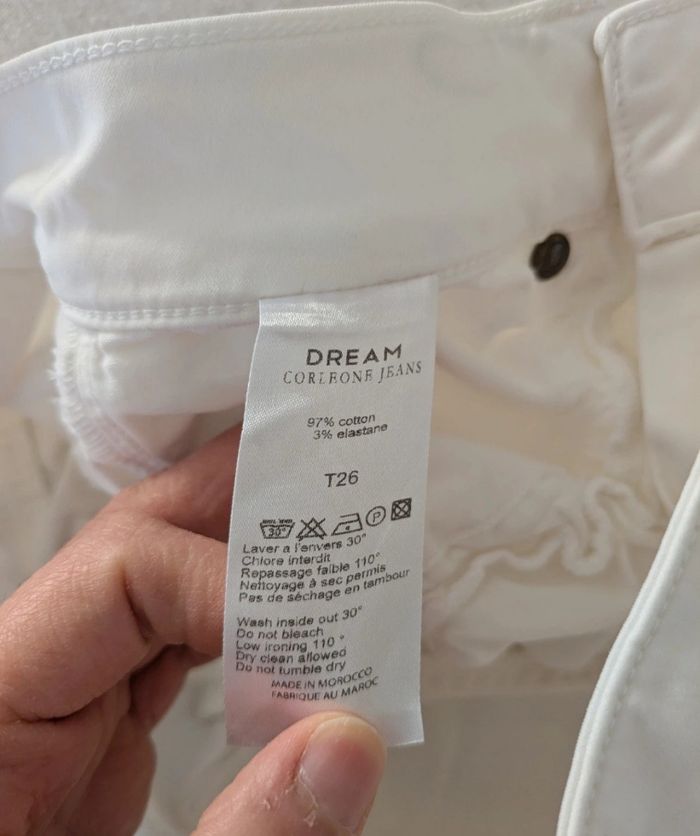 DREAM
CORLEONE JEANS
97% cotton
3% elastane
T26
30°
P
Laver a l'envers 30°
Chlore interdit
Repassage faible 110°
Nettoyage à sec permis
Pas de séchage en tambour
Wash inside out 30°
Do not bleach
Low ironing 110 °
Dry clean allowed
Do not tumble dry
MADE IN MOROCCO
FABRIQUE AU MAROC